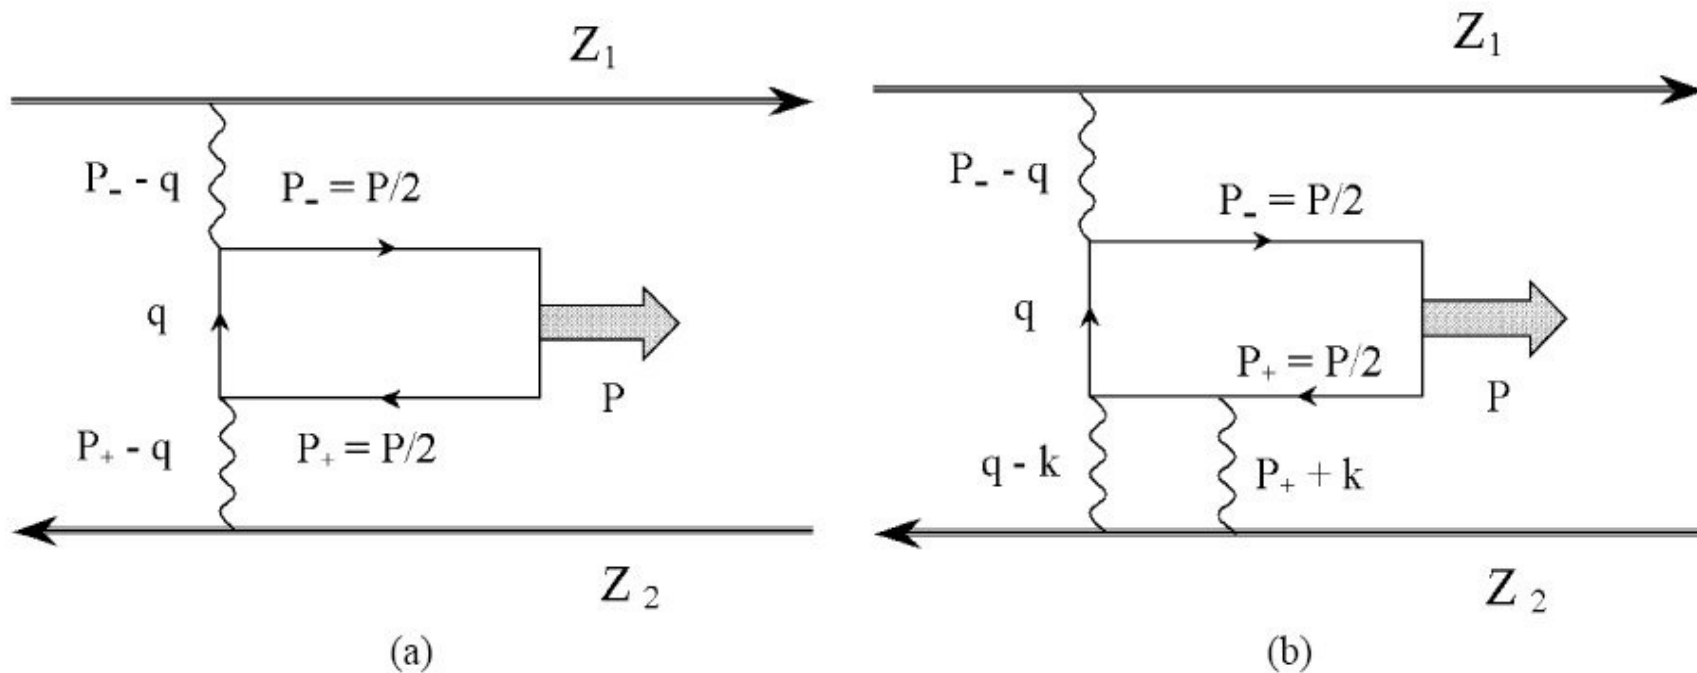 Z₁
P₋ - q
P₋ = P/2
q
P
P₊ - q
P₊ = P/2
Z ₂
(a)
Z₁
P₋ - q
P₋ = P/2
q
P₊ = P/2
P
q - k
P₊ + k
Z ₂
(b)